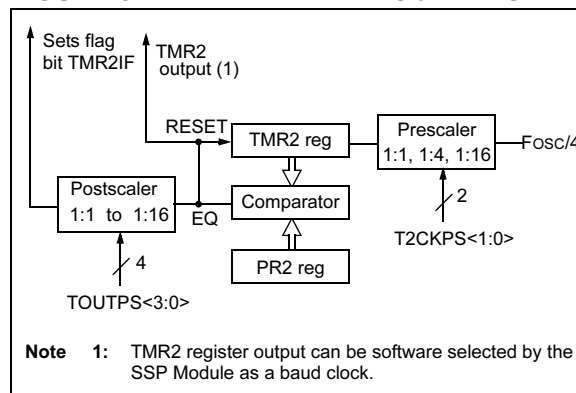 Sets flag
bit TMR2IF
TMR2
output (1)
RESET
TMR2 reg
Prescaler
1:1, 1:4, 1:16
FOSC/4
Postscaler
1:1 to 1:16
EQ
Comparator
2
T2CKPS<1:0>
4
PR2 reg
TOUTPS<3:0>
Note 1: TMR2 register output can be software selected by the
SSP Module as a baud clock.